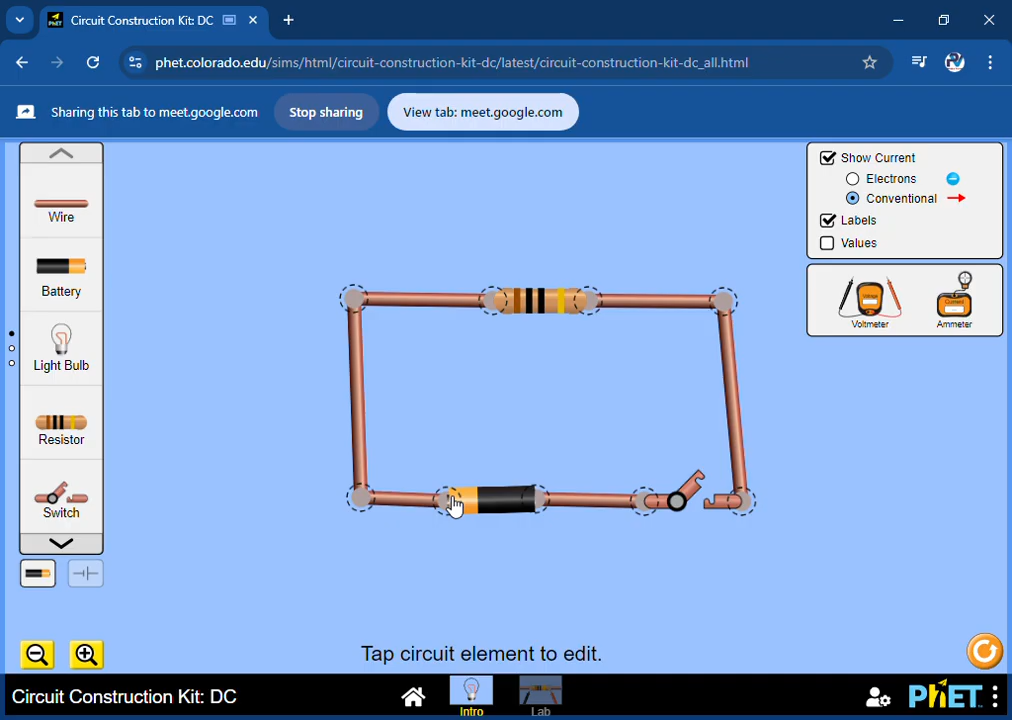 Circuit Construction Kit: DC
phet.colorado.edu/sims/html/circuit-construction-kit-dc/latest/circuit-construction-kit-dc_all.html
Sharing this tab to meet.google.com
Stop sharing
View tab: meet.google.com
Wire
Battery
Light Bulb
Resistor
Switch
Show Current
Electrons
Conventional
Labels
Values
Voltmeter
Ammeter
Tap circuit element to edit.
Circuit Construction Kit: DC
Intro
Lab
PhET